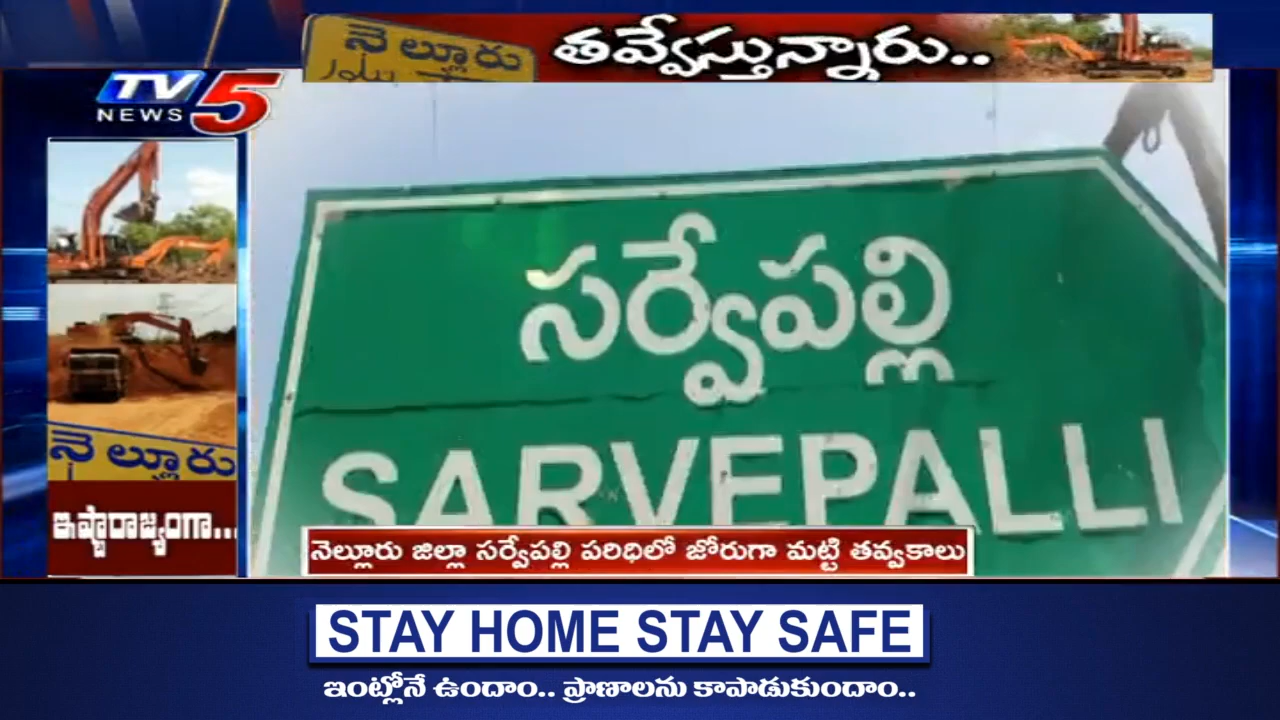 నెల్లూరు
తవ్వేస్తున్నారు..
TV5
NEWS
సర్వేపల్లి
SARVEPALLI
నెల్లూరు
ఇష్టారాజ్యంగా...
నెల్లూరు జిల్లా సర్వేపల్లి పరిధిలో జోరుగా మట్టి తవ్వకాలు
STAY HOME STAY SAFE
ఇంట్లోనే ఉందాం.. ప్రాణాలను కాపాడుకుందాం..